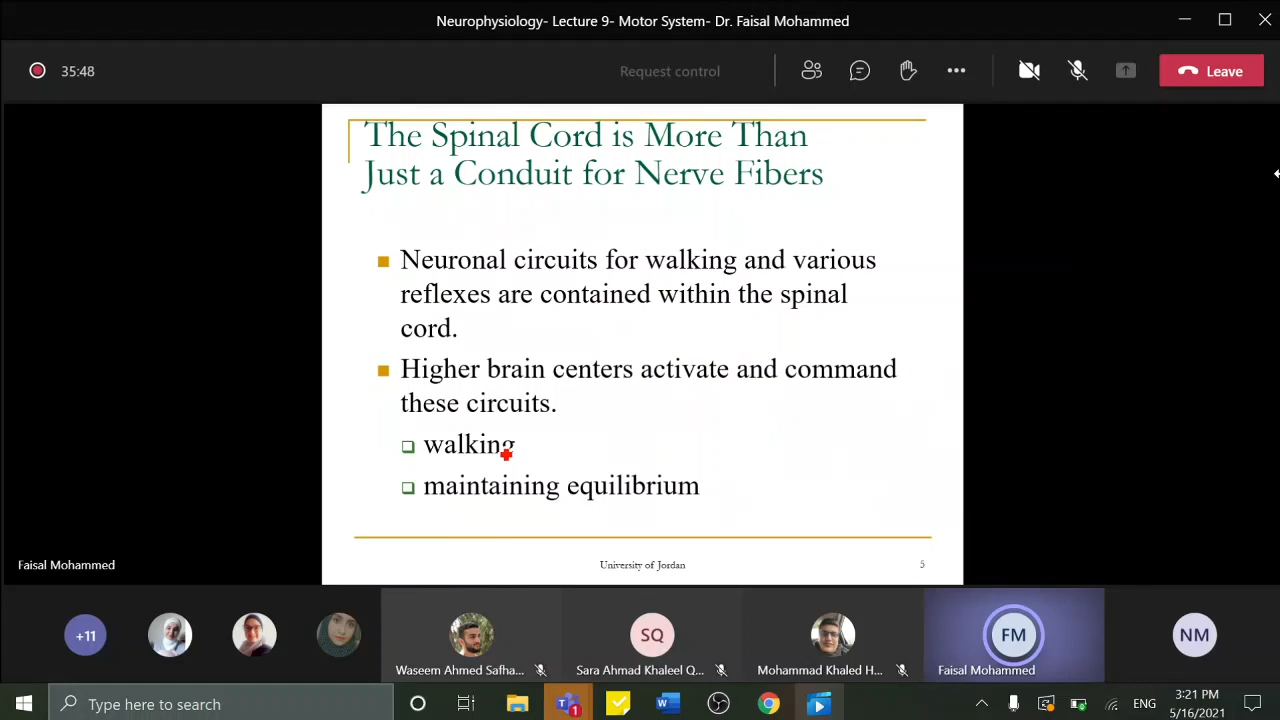 Neurophysiology- Lecture 9- Motor System- Dr. Faisal Mohammed
35:48
Request control
Leave
The Spinal Cord is More Than
Just a Conduit for Nerve Fibers
Neuronal circuits for walking and various
reflexes are contained within the spinal
cord.
Higher brain centers activate and command
these circuits.
walking
maintaining equilibrium
University of Jordan
5
Faisal Mohammed
+11
SQ
FM
NM
Waseem Ahmed Safha...
Sara Ahmad Khaleel Q...
Mohammad Khaled H...
Faisal Mohammed
Type here to search
1
ENG
3:21 PM
5/16/2021